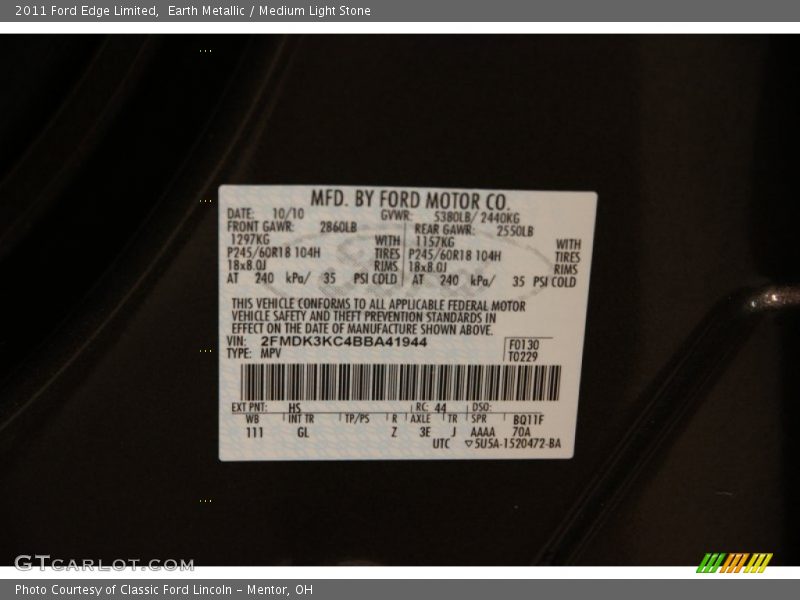 2011 Ford Edge Limited,  Earth Metallic / Medium Light Stone
MFD. BY FORD MOTOR CO.
DATE: 10/10 GVWR: 5380LB/ 2440KG
FRONT GAWR: 2860LB REAR GAWR: 2550LB
1297KG WITH 1157KG WITH
P245/60R18 104H TIRES P245/60R18 104H TIRES
18x8.0J RIMS 18x8.0J RIMS
AT 240 kPa/ 35 PSI COLD AT 240 kPa/ 35 PSI COLD
THIS VEHICLE CONFORMS TO ALL APPLICABLE FEDERAL MOTOR
VEHICLE SAFETY AND THEFT PREVENTION STANDARDS IN
EFFECT ON THE DATE OF MANUFACTURE SHOWN ABOVE.
VIN: 2FMDK3KC4BBA41944 F0130
TYPE: MPV T0229
EXT PNT: HS RC: 44 DSO:
WB INT TR TP/PS R AXLE TR SPR BQ11F
111 GL Z 3E J AAAA 70A
UTC ▽5U5A-1520472-BA
GTCARLOT.COM
Photo Courtesy of Classic Ford Lincoln - Mentor, OH